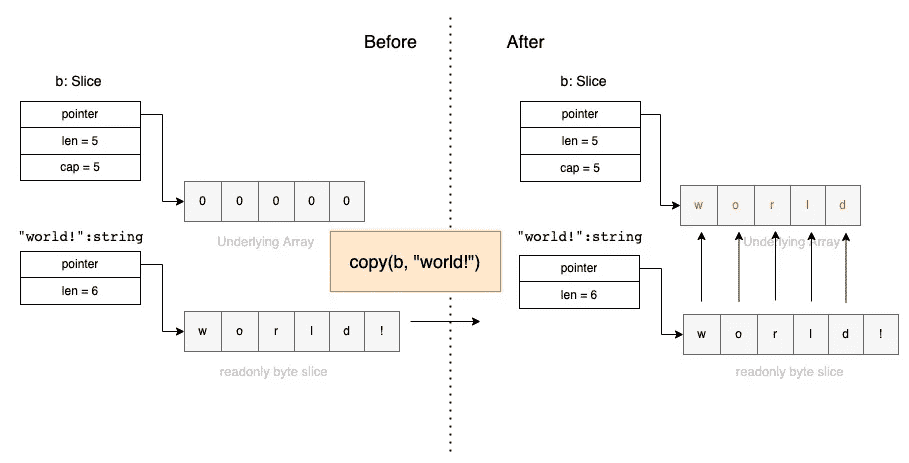 Before
After
b: Slice
pointer
len = 5
cap = 5
0 0 0 0 0
Underlying Array
"world!":string
pointer
len = 6
w o r l d !
readonly byte slice
copy(b, "world!")
b: Slice
pointer
len = 5
cap = 5
w o r l d
Underlying Array
"world!":string
pointer
len = 6
w o r l d !
readonly byte slice